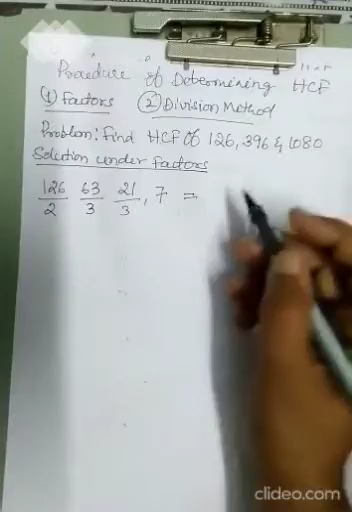 Procedure of Determining HCF
(1) Factors (2) Division Method
Problem: Find HCF of 126, 396 & 1080
Solution under Factors
126/2 63/3 21/3, 7 =
clideo.com